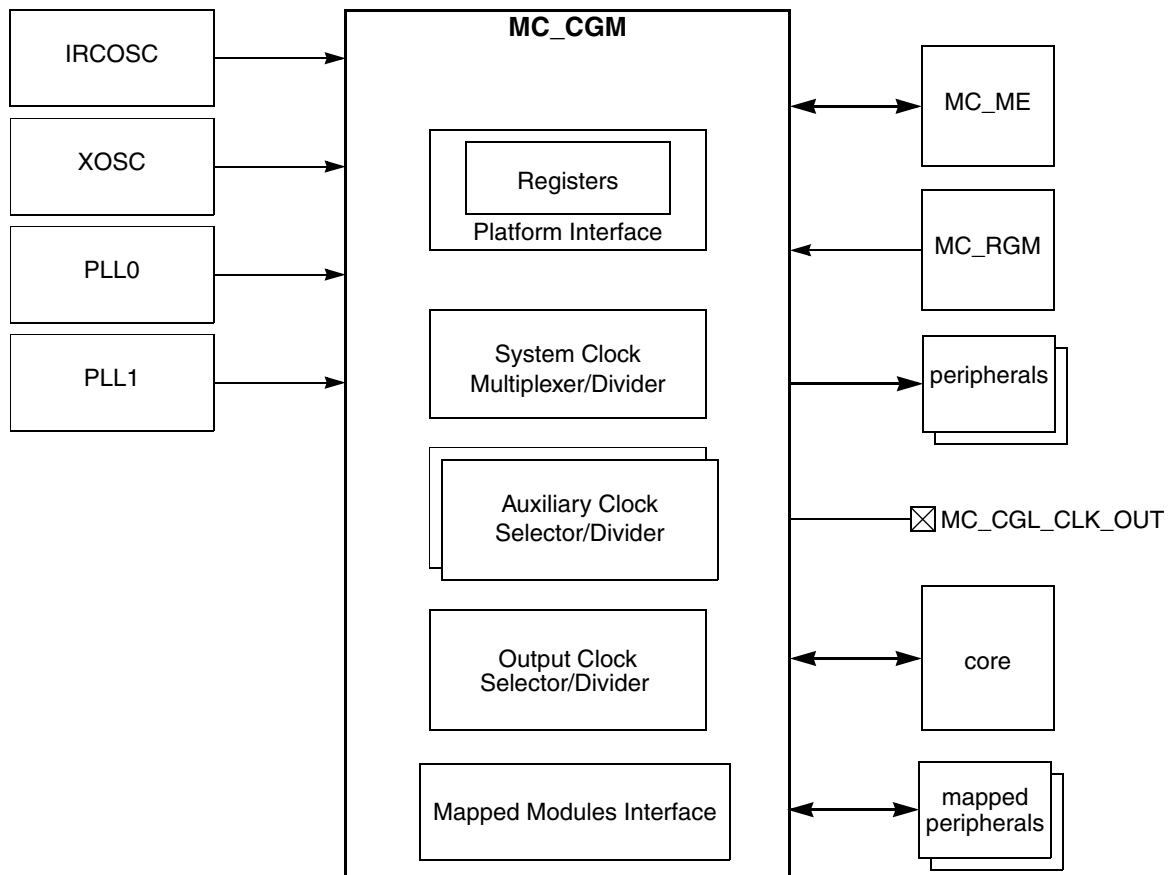 MC_CGM
IRCOSC
XOSC
PLL0
PLL1
Registers
Platform Interface
System Clock
Multiplexer/Divider
Auxiliary Clock
Selector/Divider
Output Clock
Selector/Divider
Mapped Modules Interface
MC_ME
MC_RGM
peripherals
MC_CGL_CLK_OUT
core
mapped
peripherals